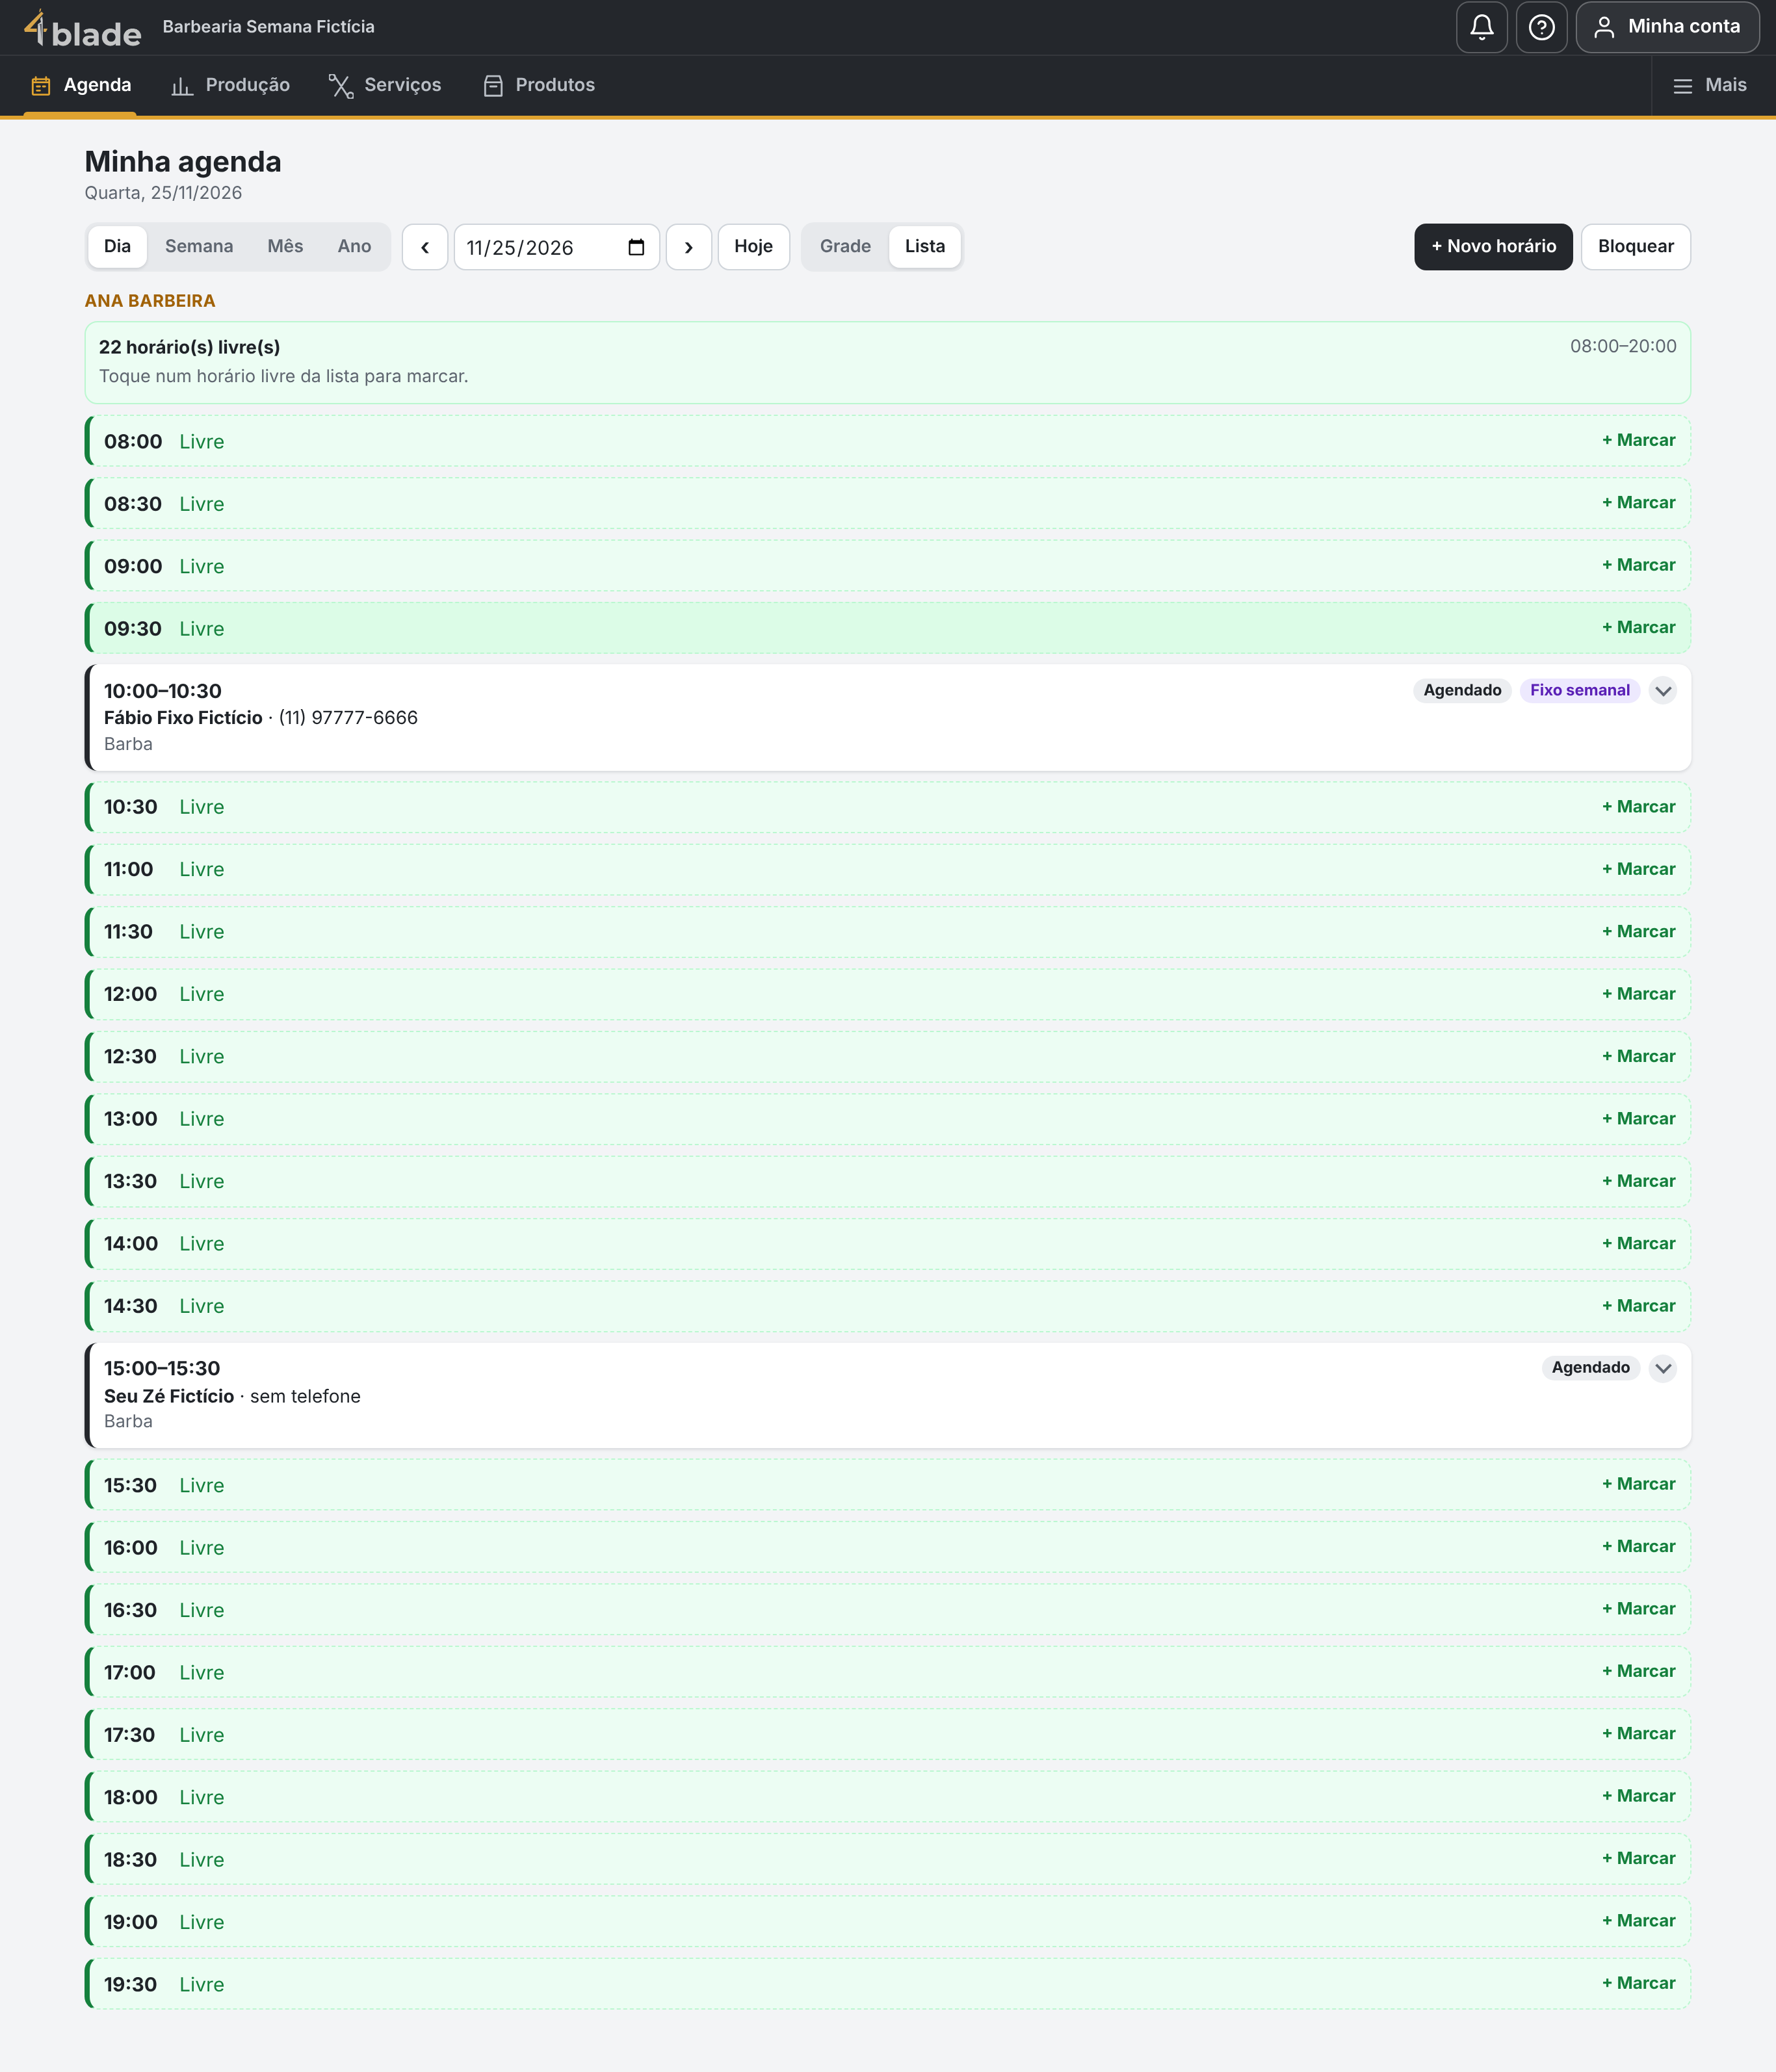 4blade Barbearia Semana Fictícia Minha conta
Agenda Produção Serviços Produtos Mais
Minha agenda
Quarta, 25/11/2026
Dia Semana Mês Ano ‹ 11/25/2026 › Hoje Grade Lista + Novo horário Bloquear
ANA BARBEIRA
22 horário(s) livre(s) 08:00–20:00
Toque num horário livre da lista para marcar.
08:00 Livre + Marcar
08:30 Livre + Marcar
09:00 Livre + Marcar
09:30 Livre + Marcar
10:00–10:30 Agendado Fixo semanal
Fábio Fixo Fictício · (11) 97777-6666
Barba
10:30 Livre + Marcar
11:00 Livre + Marcar
11:30 Livre + Marcar
12:00 Livre + Marcar
12:30 Livre + Marcar
13:00 Livre + Marcar
13:30 Livre + Marcar
14:00 Livre + Marcar
14:30 Livre + Marcar
15:00–15:30 Agendado
Seu Zé Fictício · sem telefone
Barba
15:30 Livre + Marcar
16:00 Livre + Marcar
16:30 Livre + Marcar
17:00 Livre + Marcar
17:30 Livre + Marcar
18:00 Livre + Marcar
18:30 Livre + Marcar
19:00 Livre + Marcar
19:30 Livre + Marcar